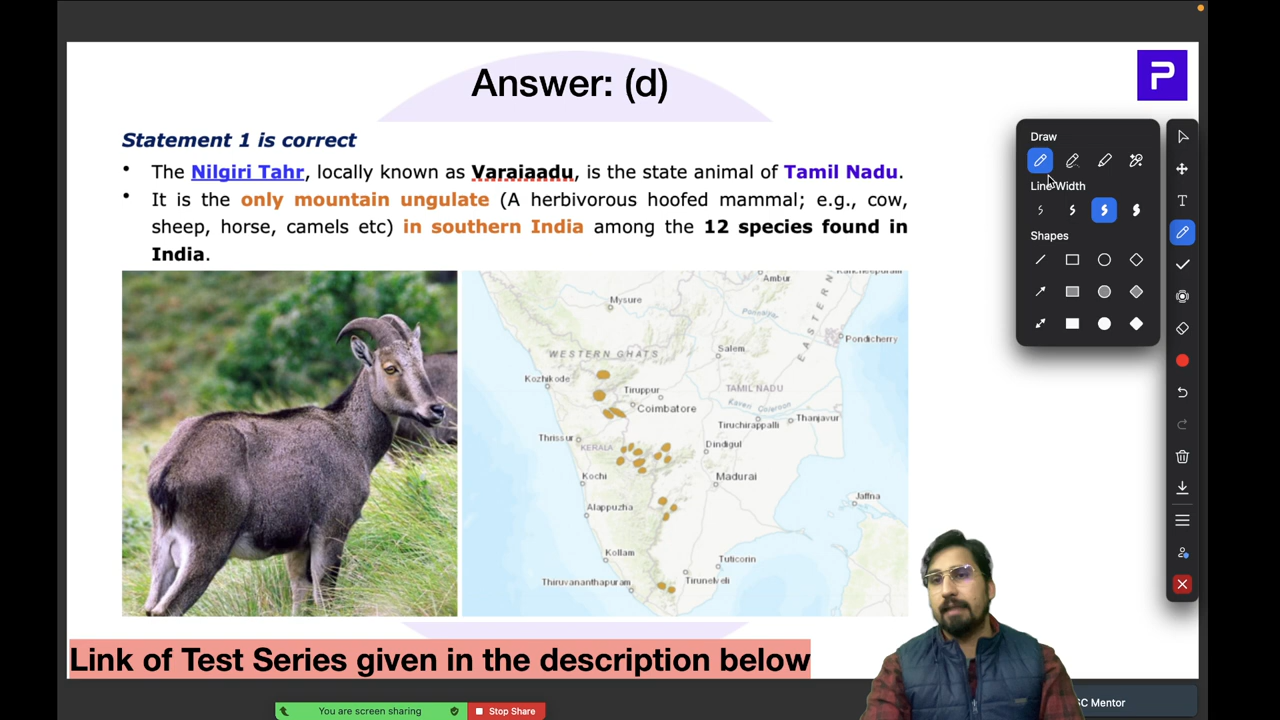 Answer: (d)
P
Statement 1 is correct
• The Nilgiri Tahr, locally known as Varaiaadu, is the state animal of Tamil Nadu.
• It is the only mountain ungulate (A herbivorous hoofed mammal; e.g., cow,
sheep, horse, camels etc) in southern India among the 12 species found in
India.
Draw
Line Width
Shapes
T
Ambur
Mysure
EASTERN
Pondicherry
WESTERN GHATS
Salem
Kozhikode
Tiruppur
TAMIL NADU
Coimbatore
Tiruchirappalli
Thanjavur
Thrissur
KERALA
Dindigul
Kochi
Madurai
Jaffna
Alappuzha
Kollam
Tuticorin
Thiruvananthapuram
Tirunelveli
Link of Test Series given in the description below
You are screen sharing
Stop Share
SC Mentor